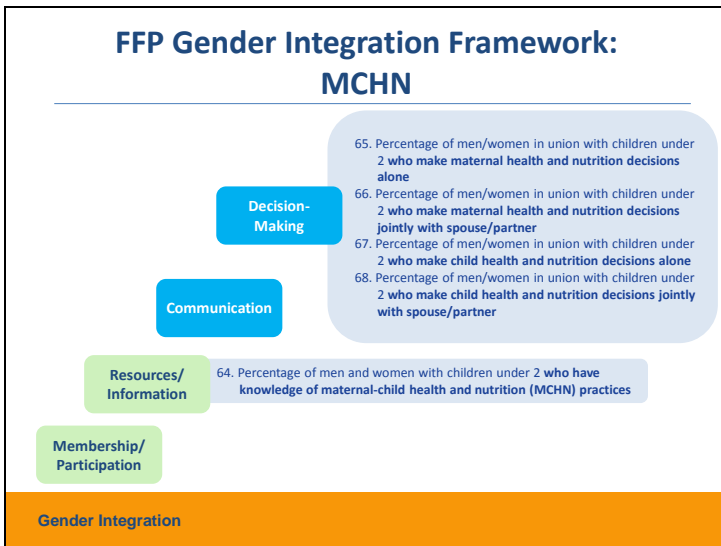 FFP Gender Integration Framework:
MCHN
65. Percentage of men/women in union with children under
2 who make maternal health and nutrition decisions
alone
66. Percentage of men/women in union with children under
2 who make maternal health and nutrition decisions
jointly with spouse/partner
67. Percentage of men/women in union with children under
2 who make child health and nutrition decisions alone
68. Percentage of men/women in union with children under
2 who make child health and nutrition decisions jointly
with spouse/partner
Decision-
Making
Communication
Resources/
Information
64. Percentage of men and women with children under 2 who have
knowledge of maternal-child health and nutrition (MCHN) practices
Membership/
Participation
Gender Integration